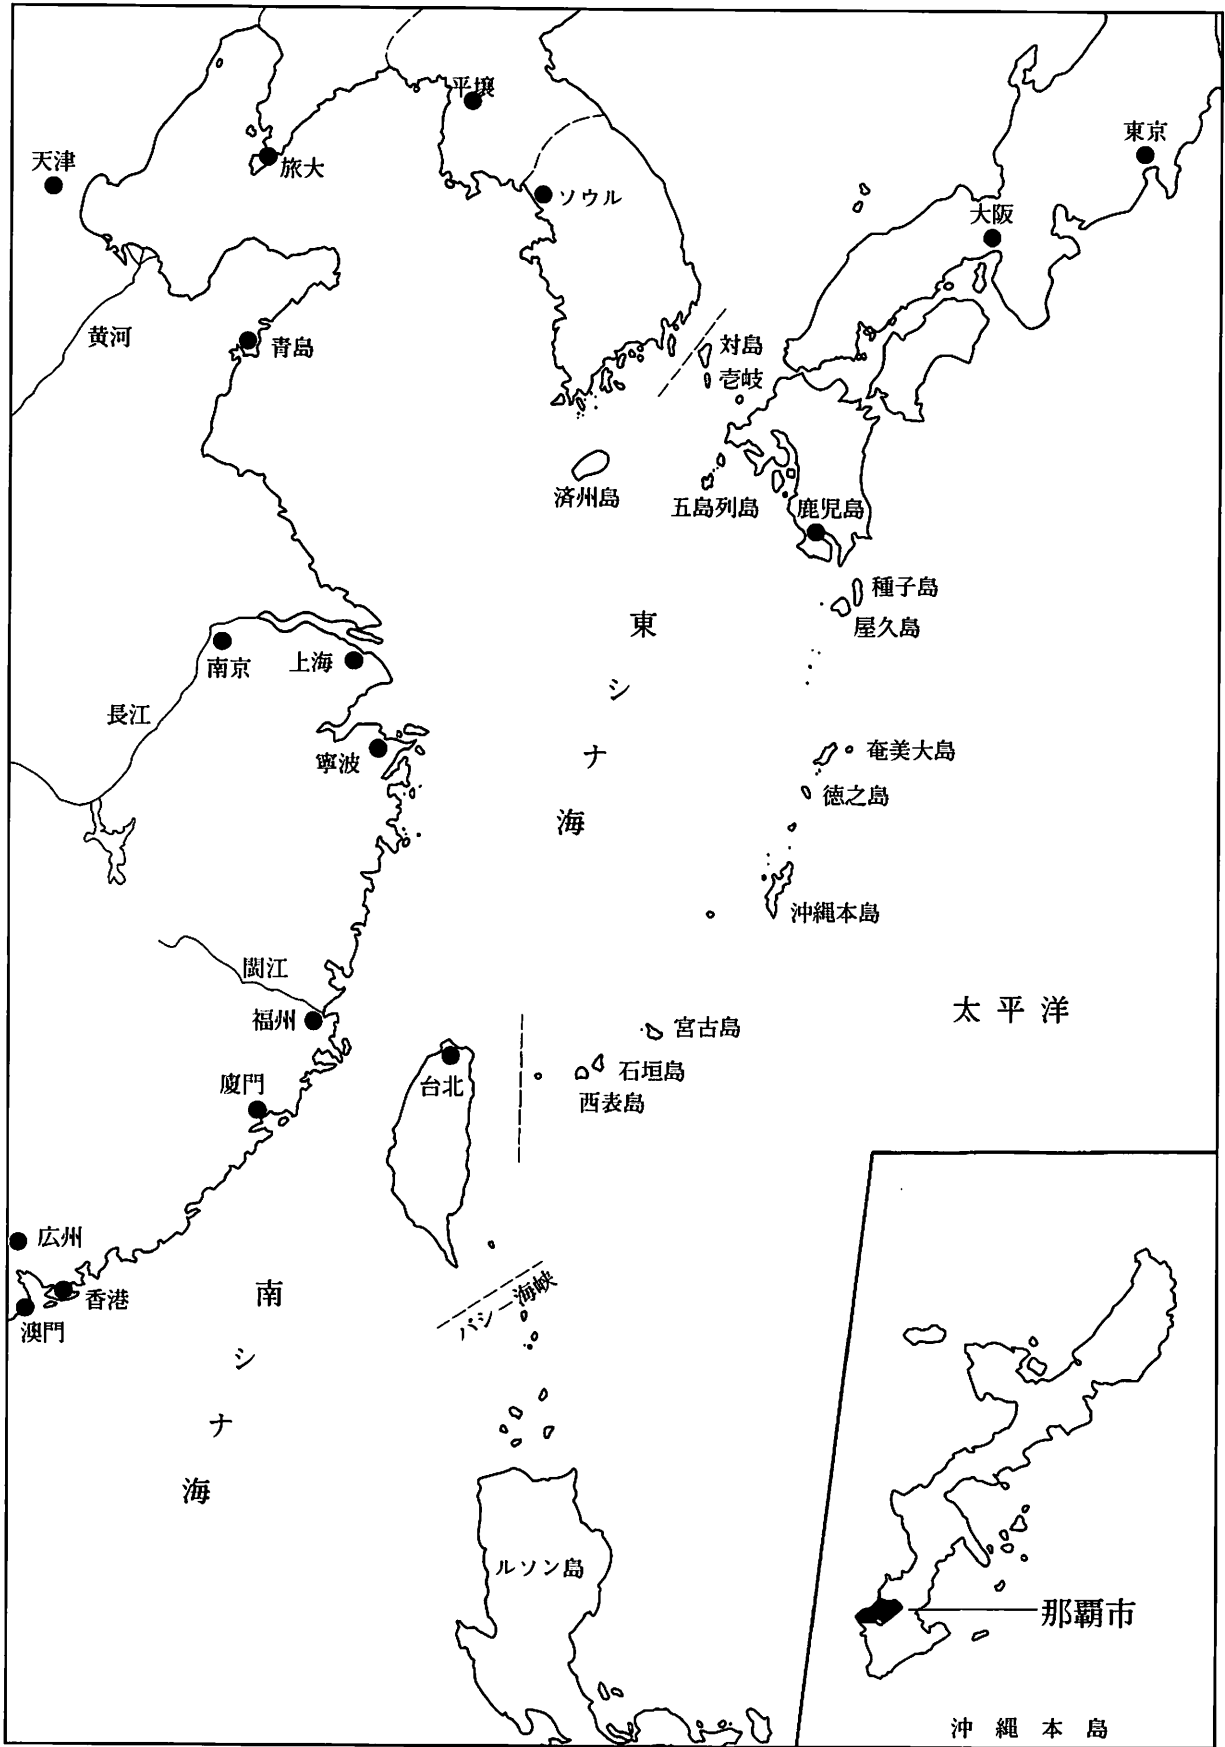 平壌
東京
天津
旅大
ソウル
大阪
黄河
青島
対島
壱岐
済州島
五島列島
鹿児島
種子島
屋久島
東シナ海
南京
上海
長江
寧波
奄美大島
徳之島
沖縄本島
閩江
福州
太平洋
宮古島
台北
石垣島
西表島
廈門
広州
香港
澳門
南シナ海
バシー海峡
ルソン島
那覇市
沖縄本島